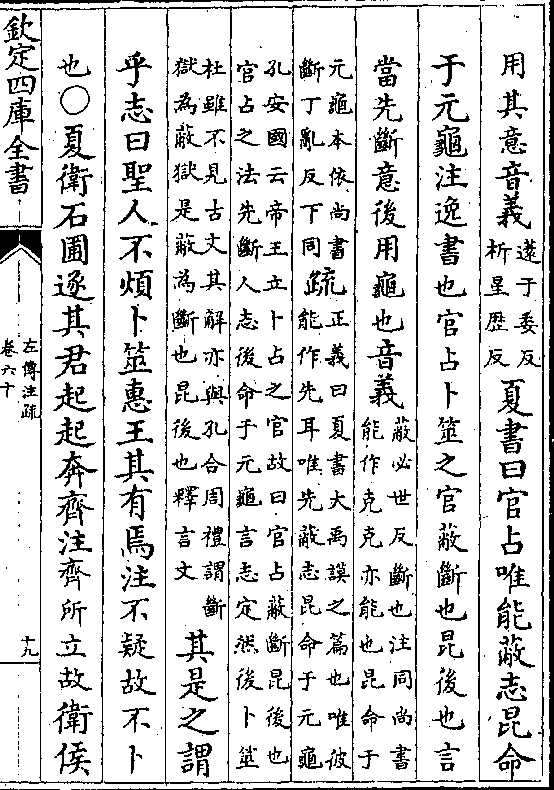 用其意音義
薳于委反
析星歴反
夏書曰官占唯能蔽志昆命
于元龜注逸書也官占卜筮之官蔽斷也昆後也言
當先斷意後用龜也音義
蔽必世反斷也注同尚書
能作克克亦能也昆命于
元龜本依尚書
斷丁亂反下同
疏
正義曰夏書大禹謨之篇也唯彼
能作先耳唯先蔽志昆命于元龜
孔安國云帝王立卜占之官故曰官占蔽斷昆後也
官占之法先斷人志後命于元龜言志定然後卜筮
杜雖不見古文其解亦與孔合周禮謂斷
獄為蔽獄是蔽為斷也昆後也釋言文
其是之謂
乎志曰聖人不煩卜筮惠王其有焉注不疑故不卜
也○夏衛石圃逐其君起起奔齊注齊所立故衛侯
欽定四庫全書
左傳注疏
卷六十
十九